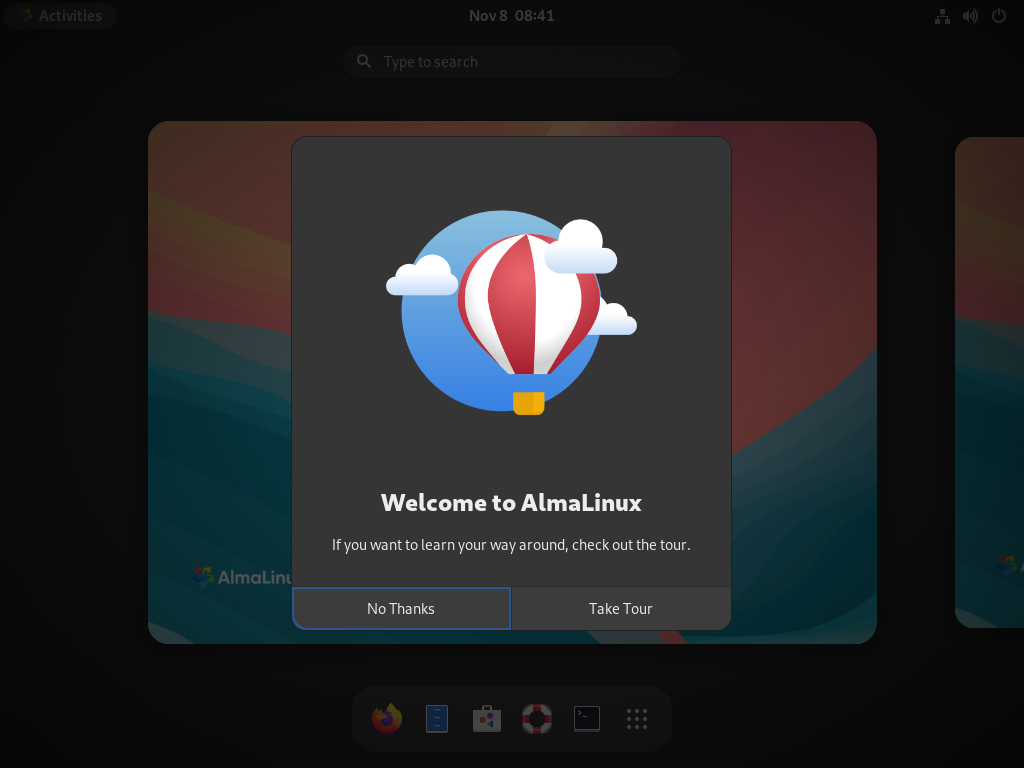 Activities
Nov 8 08:41
Type to search
Welcome to AlmaLinux
If you want to learn your way around, check out the tour.
AlmaLinu
No Thanks
Take Tour
>_